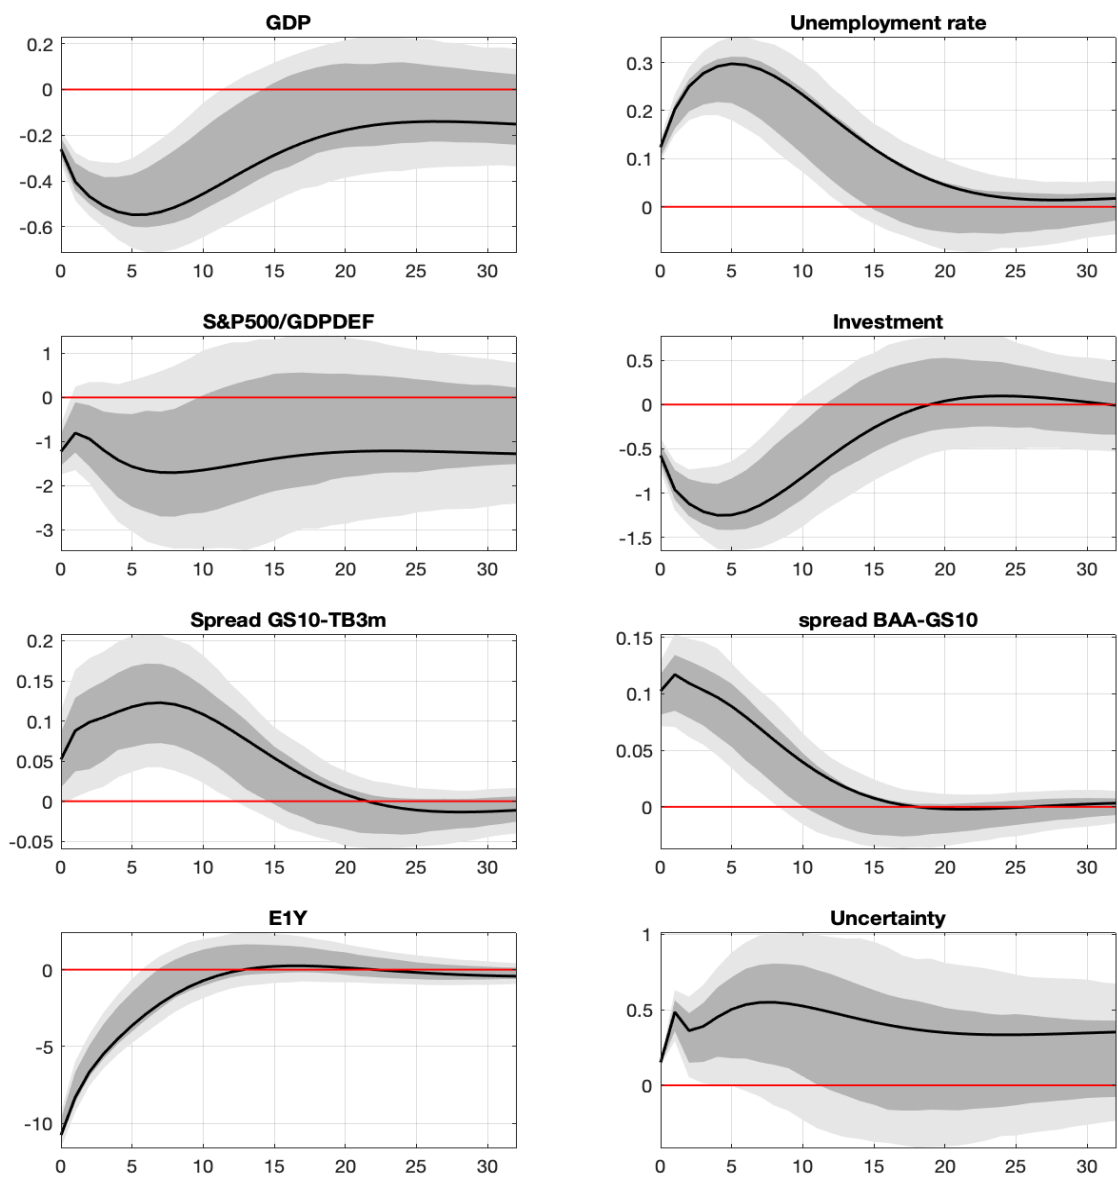 GDP
0.2
0
-0.2
-0.4
-0.6
0 5 10 15 20 25 30
Unemployment rate
0.3
0.2
0.1
0
0 5 10 15 20 25 30
S&P500/GDPDEF
1
0
-1
-2
-3
0 5 10 15 20 25 30
Investment
0.5
0
-0.5
-1
-1.5
0 5 10 15 20 25 30
Spread GS10-TB3m
0.2
0.15
0.1
0.05
0
-0.05
0 5 10 15 20 25 30
spread BAA-GS10
0.15
0.1
0.05
0
0 5 10 15 20 25 30
E1Y
0
-5
-10
0 5 10 15 20 25 30
Uncertainty
1
0.5
0
0 5 10 15 20 25 30